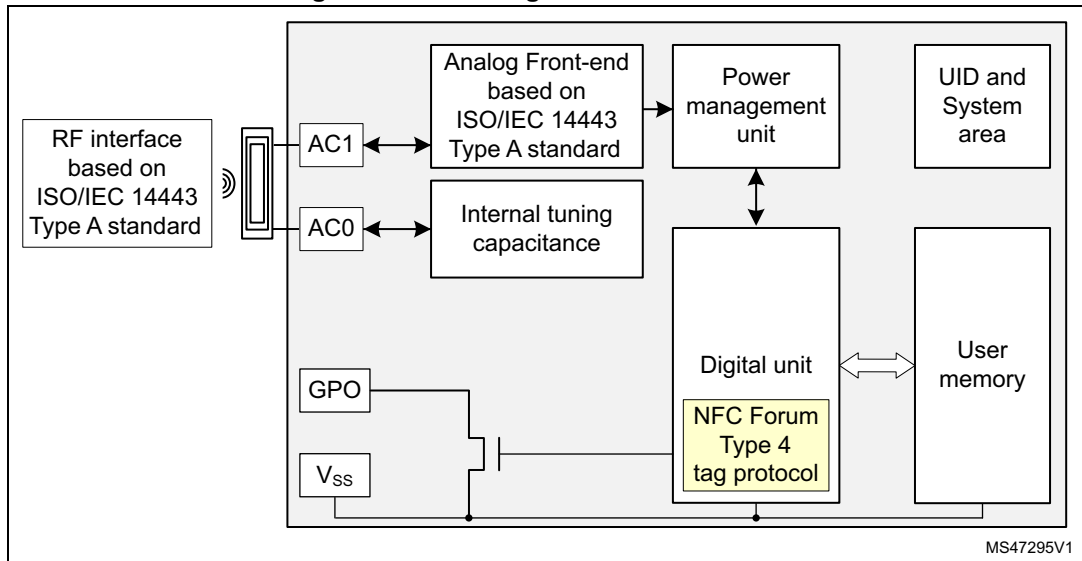 RF interface
based on
ISO/IEC 14443
Type A standard
AC1
AC0
Analog Front-end
based on
ISO/IEC 14443
Type A standard
Internal tuning
capacitance
Power
management
unit
UID and
System
area
GPO
VSS
Digital unit
NFC Forum
Type 4
tag protocol
User
memory
MS47295V1